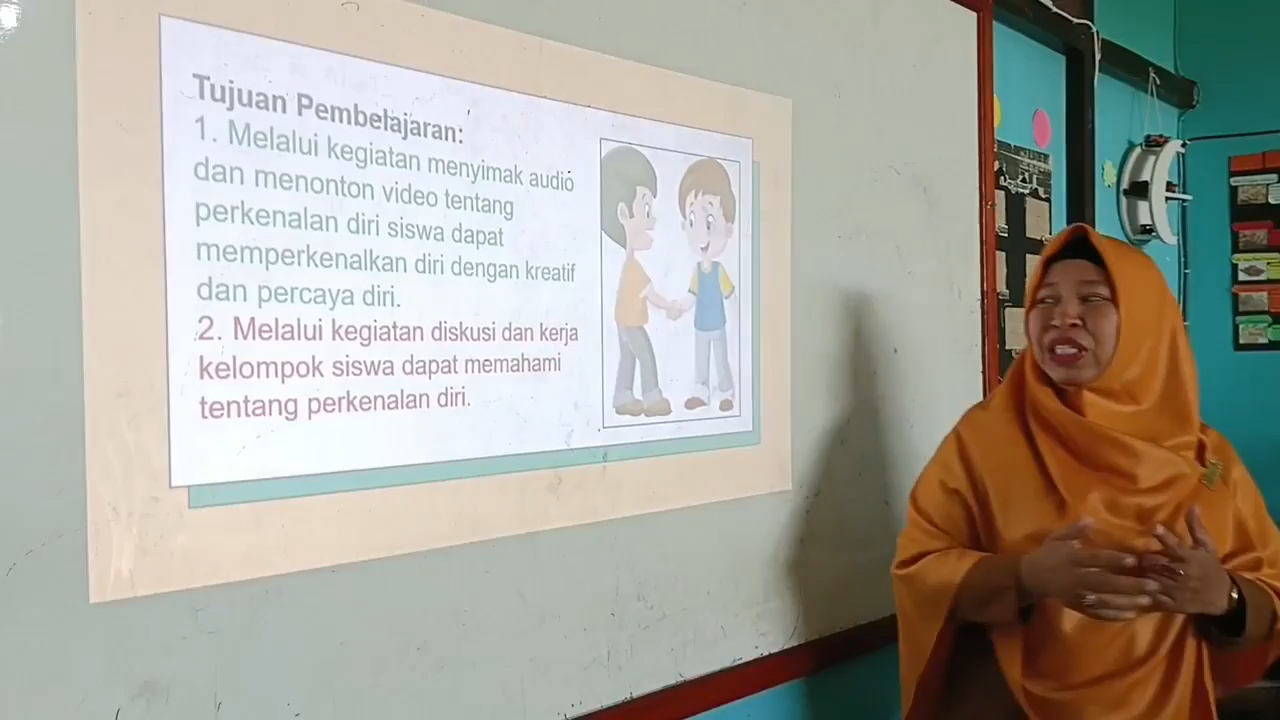 Tujuan Pembelajaran:
1. Melalui kegiatan menyimak audio
dan menonton video tentang
perkenalan diri siswa dapat
memperkenalkan diri dengan kreatif
dan percaya diri.
2. Melalui kegiatan diskusi dan kerja
kelompok siswa dapat memahami
tentang perkenalan diri.